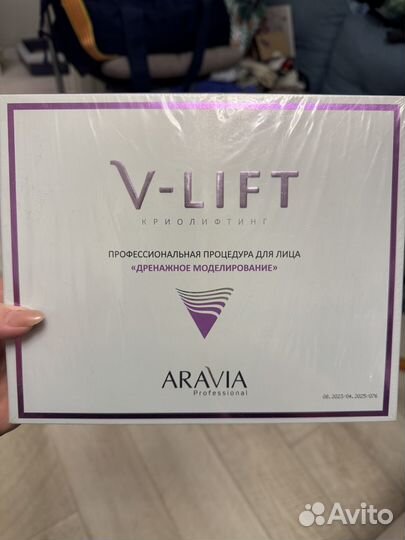 V-LIFT
КРИОЛИФТИНГ
ПРОФЕССИОНАЛЬНАЯ ПРОЦЕДУРА ДЛЯ ЛИЦА
«ДРЕНАЖНОЕ МОДЕЛИРОВАНИЕ»
ARAVIA
Professional
08.2023-04.2025-076
Avito